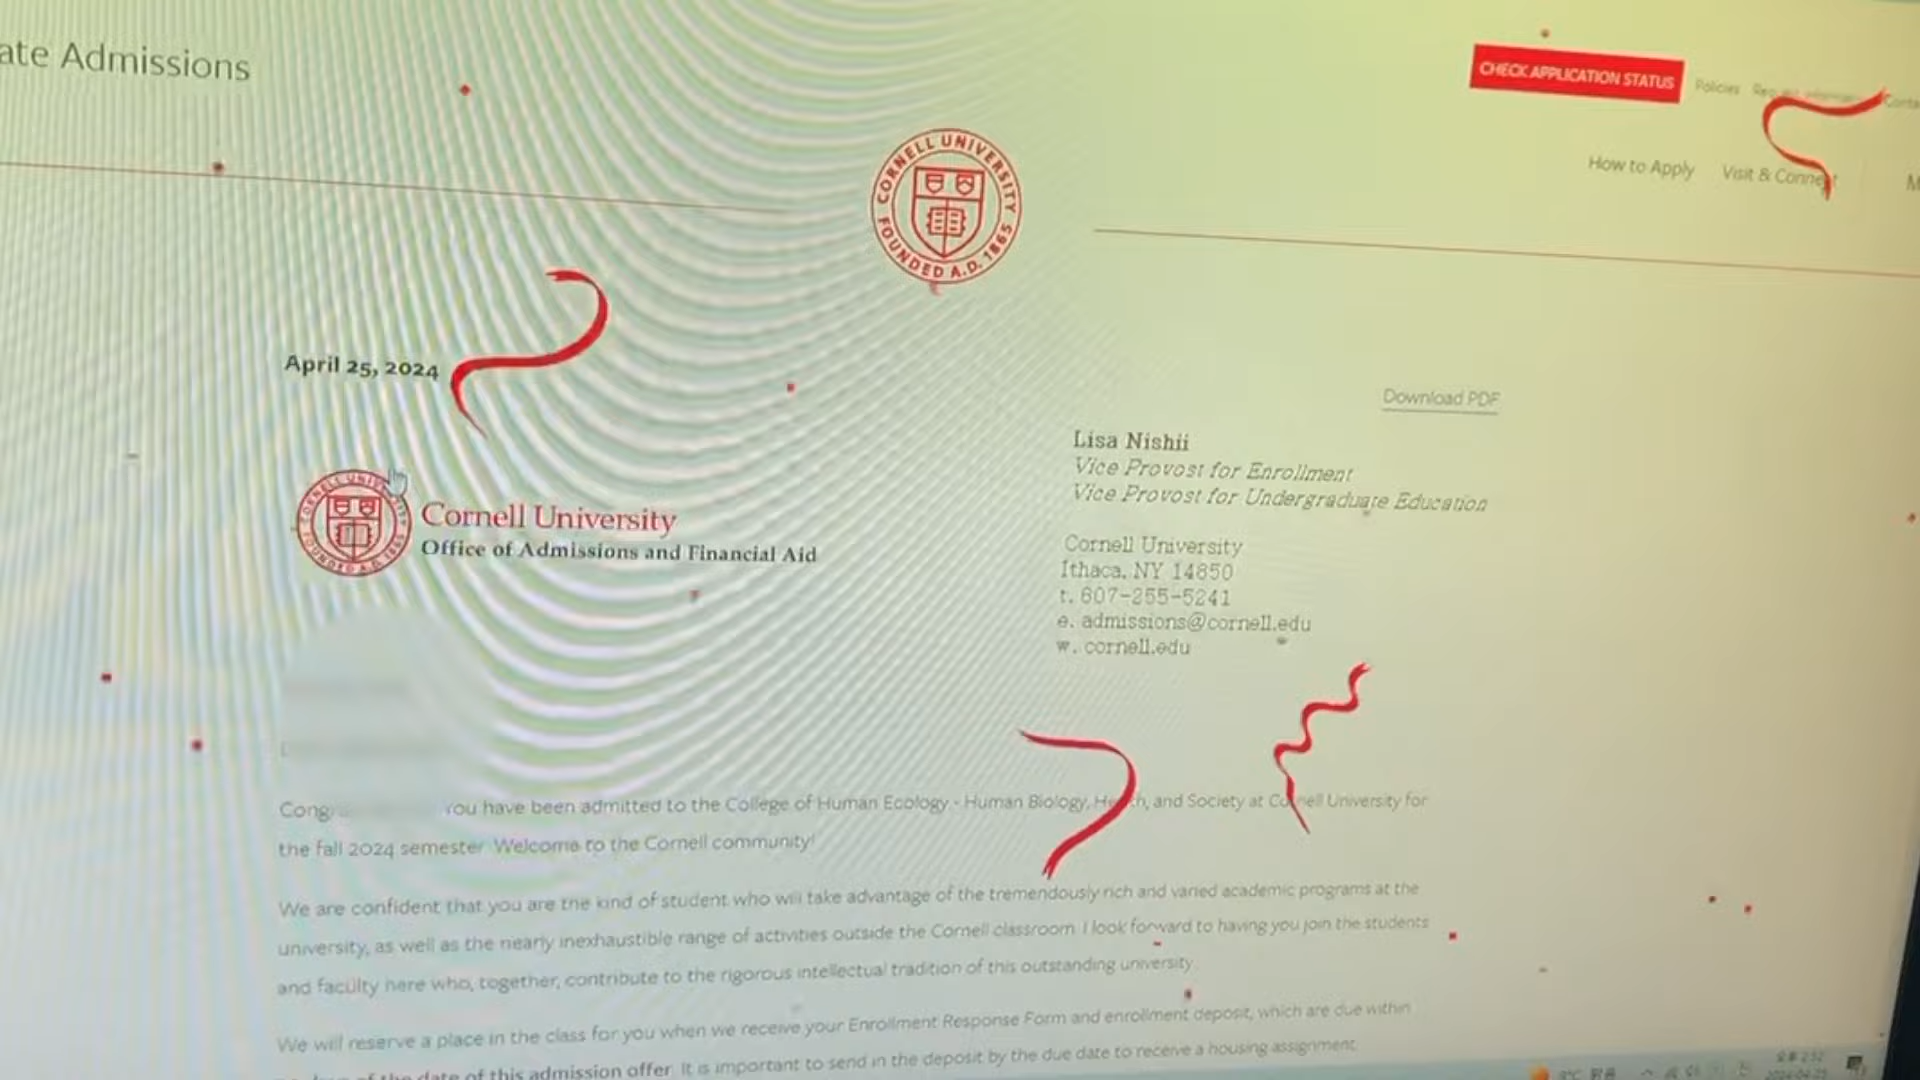 ate Admissions
CHECK APPLICATION STATUS
Policies
How to Apply
Visit & Connect
CORNELL UNIVERSITY
FOUNDED A.D. 1865
April 25, 2024
Download PDF
Lisa Nishii
Vice Provost for Enrollment
Vice Provost for Undergraduate Education
Cornell University
Office of Admissions and Financial Aid
Cornell University
Ithaca, NY 14850
t. 607-255-5241
e. admissions@cornell.edu
w. cornell.edu
Cong You have been admitted to the College of Human Ecology - Human Biology, Health, and Society at Cornell University for
the fall 2024 semester. Welcome to the Cornell community!
We are confident that you are the kind of student who will take advantage of the tremendously rich and varied academic programs at the
university, as well as the nearly inexhaustible range of activities outside the Cornell classroom. I look forward to having you join the students
and faculty here who, together, contribute to the rigorous intellectual tradition of this outstanding university.
We will reserve a place in the class for you when we receive your Enrollment Response Form and enrollment deposit, which are due within
of the date of this admission offer. It is important to send in the deposit by the due date to receive a housing assignment.